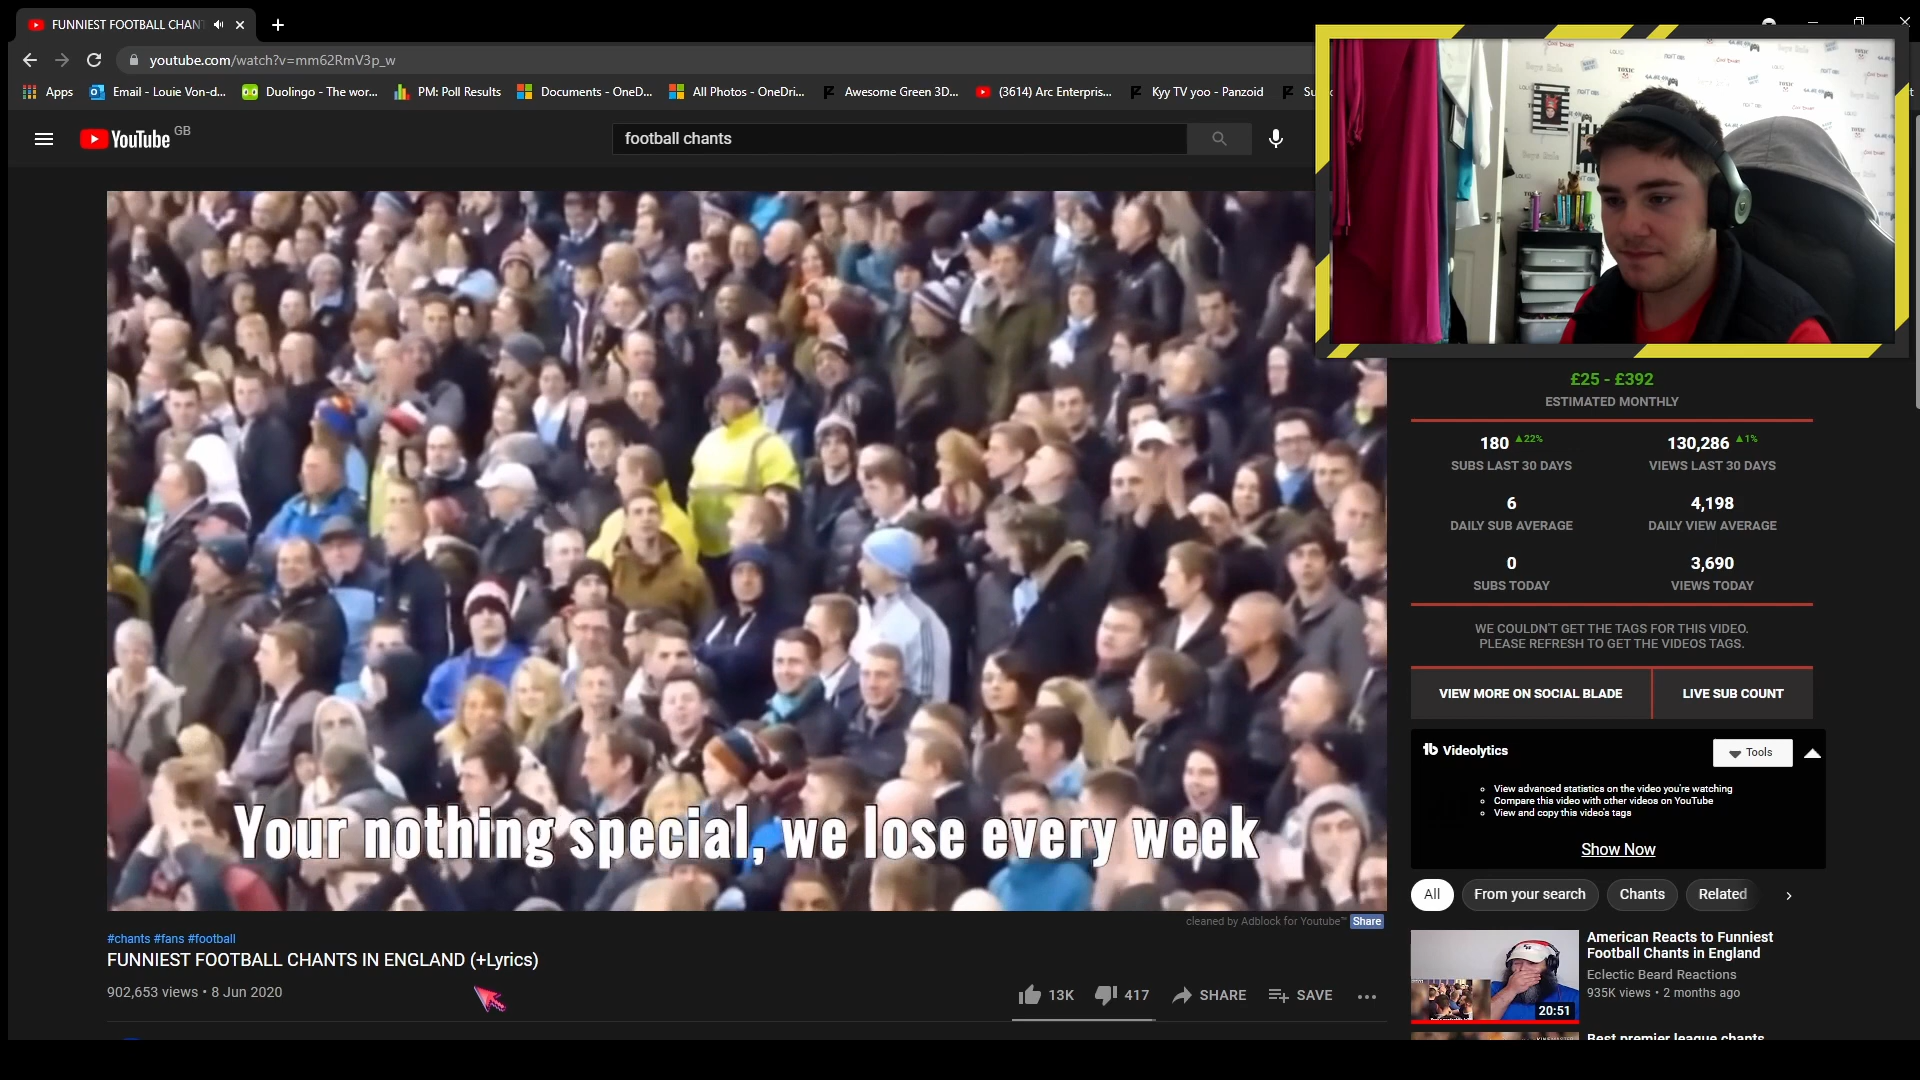 FUNNIEST FOOTBALL CHAN
youtube.com/watch?v=mm62RmV3p_w
Apps
Email - Louie Von-d...
Duolingo - The wor...
PM: Poll Results
Documents - OneD...
All Photos - OneDri...
Awesome Green 3D...
(3614) Arc Enterpris...
Kyy TV yoo - Panzoid
YouTube GB
football chants
Your nothing special, we lose every week
cleaned by Adblock for Youtube™ Share
#chants #fans #football
FUNNIEST FOOTBALL CHANTS IN ENGLAND (+Lyrics)
902,653 views • 8 Jun 2020
13K
417
SHARE
SAVE
£25 - £392
ESTIMATED MONTHLY
180 ▲22%
130,286 ▲1%
SUBS LAST 30 DAYS
VIEWS LAST 30 DAYS
6
4,198
DAILY SUB AVERAGE
DAILY VIEW AVERAGE
0
3,690
SUBS TODAY
VIEWS TODAY
WE COULDN'T GET THE TAGS FOR THIS VIDEO.
PLEASE REFRESH TO GET THE VIDEOS TAGS.
VIEW MORE ON SOCIAL BLADE
LIVE SUB COUNT
tb Videolytics
Tools
View advanced statistics on the video you're watching
Compare this video with other videos on YouTube
View and copy this video's tags
Show Now
All
From your search
Chants
Related
American Reacts to Funniest
Football Chants in England
Eclectic Beard Reactions
935K views • 2 months ago
20:51
Best premier league chants